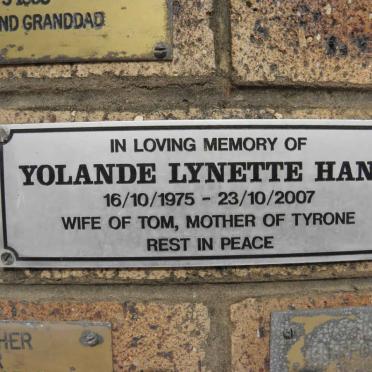 ND GRANDDAD
IN LOVING MEMORY OF
YOLANDE LYNETTE HAN
16/10/1975 - 23/10/2007
WIFE OF TOM, MOTHER OF TYRONE
REST IN PEACE
HER